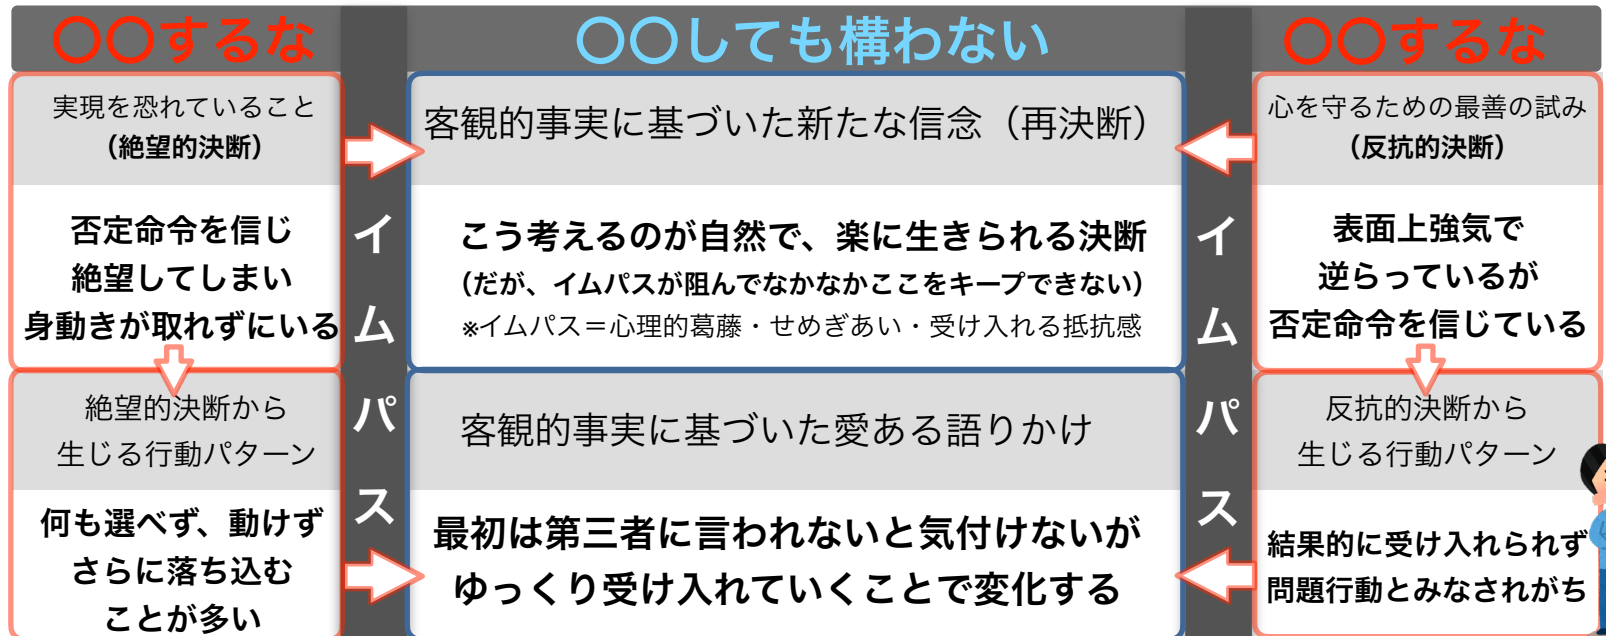 〇〇するな
〇〇しても構わない
〇〇するな
実現を恐れていること
（絶望的決断）
否定命令を信じ
絶望してしまい
身動きが取れずにいる
絶望的決断から
生じる行動パターン
何も選べず、動けず
さらに落ち込む
ことが多い
イムパス
客観的事実に基づいた新たな信念（再決断）
こう考えるのが自然で、楽に生きられる決断
（だが、イムパスが阻んでなかなかここをキープできない）
※イムパス＝心理的葛藤・せめぎあい・受け入れる抵抗感
客観的事実に基づいた愛ある語りかけ
最初は第三者に言われないと気付けないが
ゆっくり受け入れていくことで変化する
イムパス
心を守るための最善の試み
（反抗的決断）
表面上強気で
逆らっているが
否定命令を信じている
反抗的決断から
生じる行動パターン
結果的に受け入れられず
問題行動とみなされがち